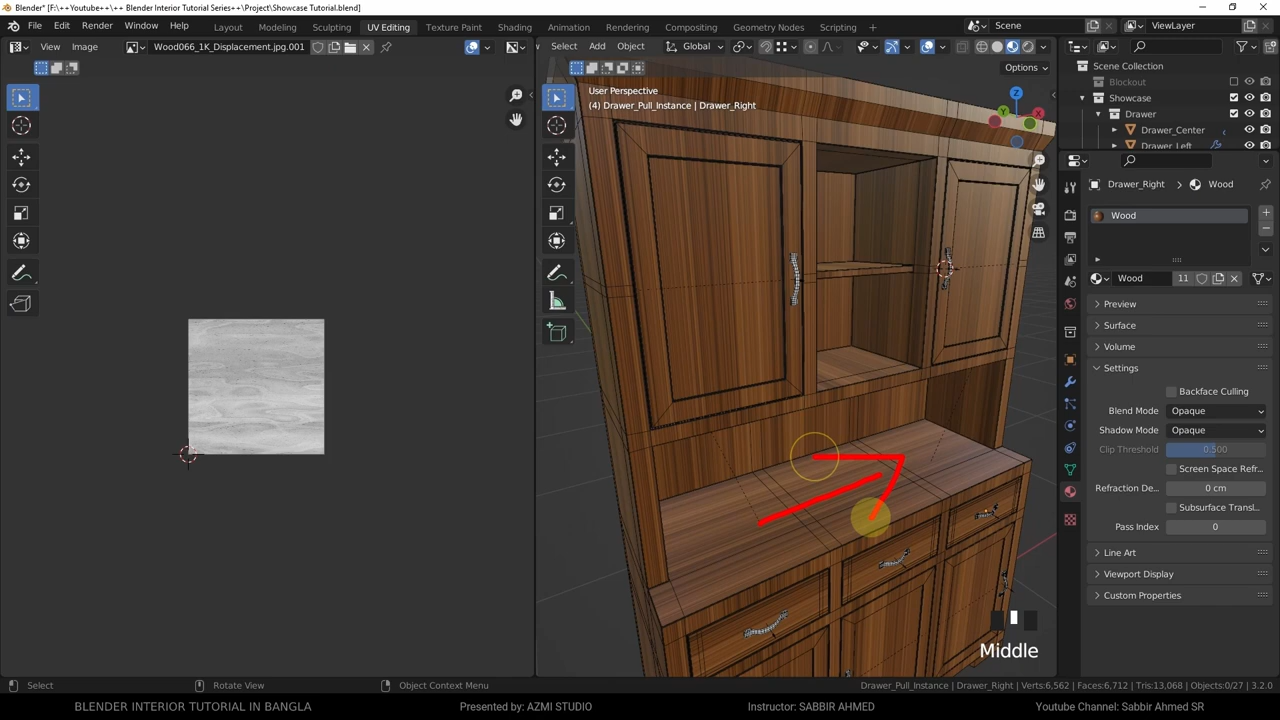 Blender* [F:\++Youtube++\++ Blender Interior Tutorial Series++\Project\Showcase Tutorial.blend]
File Edit Render Window Help Layout Modeling Sculpting UV Editing Texture Paint Shading Animation Rendering Compositing Geometry Nodes Scripting Scene ViewLayer
View Image Wood066_1K_Displacement.jpg.001 Select Add Object Global
Options
Scene Collection
Blockout
Showcase
Drawer
Drawer_Center
Drawer_Left
User Perspective
(4) Drawer_Pull_Instance | Drawer_Right
Z
Y
X
Drawer_Right > Wood
Wood
Wood 11
Preview
Surface
Volume
Settings
Backface Culling
Blend Mode Opaque
Shadow Mode Opaque
Clip Threshold 0.500
Screen Space Refr...
Refraction De... 0 cm
Subsurface Transl...
Pass Index 0
Line Art
Viewport Display
Custom Properties
Middle
Select Rotate View Object Context Menu Drawer_Pull_Instance | Drawer_Right | Verts:6,562 | Faces:6,712 | Tris:13,068 | Objects:0/27 | 3.2.0
BLENDER INTERIOR TUTORIAL IN BANGLA Presented by: AZMI STUDIO Instructor: SABBIR AHMED Youtube Channel: Sabbir Ahmed SR